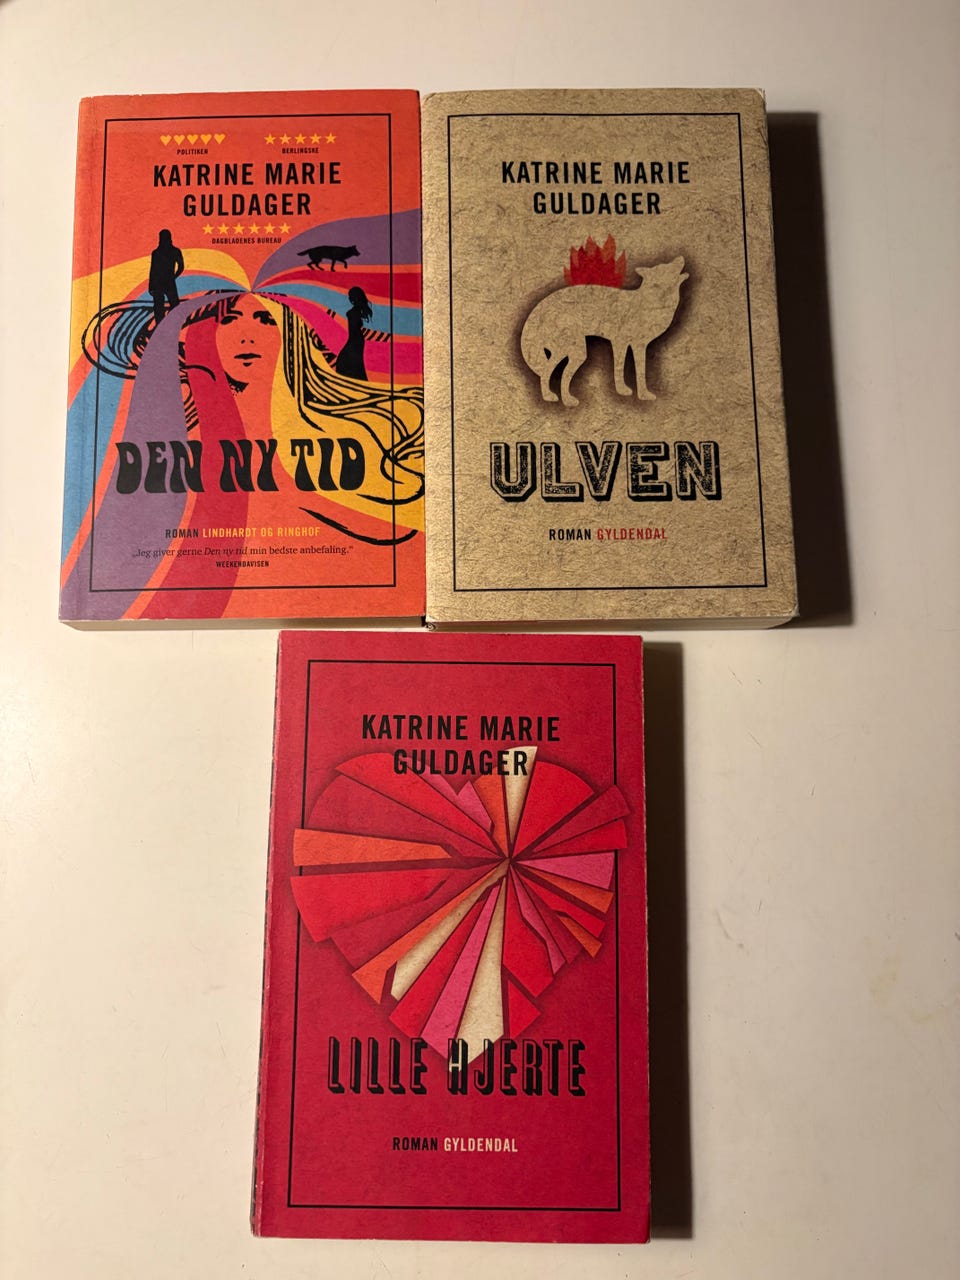 ♥♥♥♥♥
POLITIKEN
★★★★★
BERLINGSKE
KATRINE MARIE
GULDAGER
★★★★★★
DAGBLADENES BUREAU
DEN NY TID
ROMAN LINDHARDT OG RINGHOF
„Jeg giver gerne Den ny tid min bedste anbefaling."
WEEKENDAVISEN
KATRINE MARIE
GULDAGER
ULVEN
ROMAN GYLDENDAL
KATRINE MARIE
GULDAGER
LILLE HJERTE
ROMAN GYLDENDAL